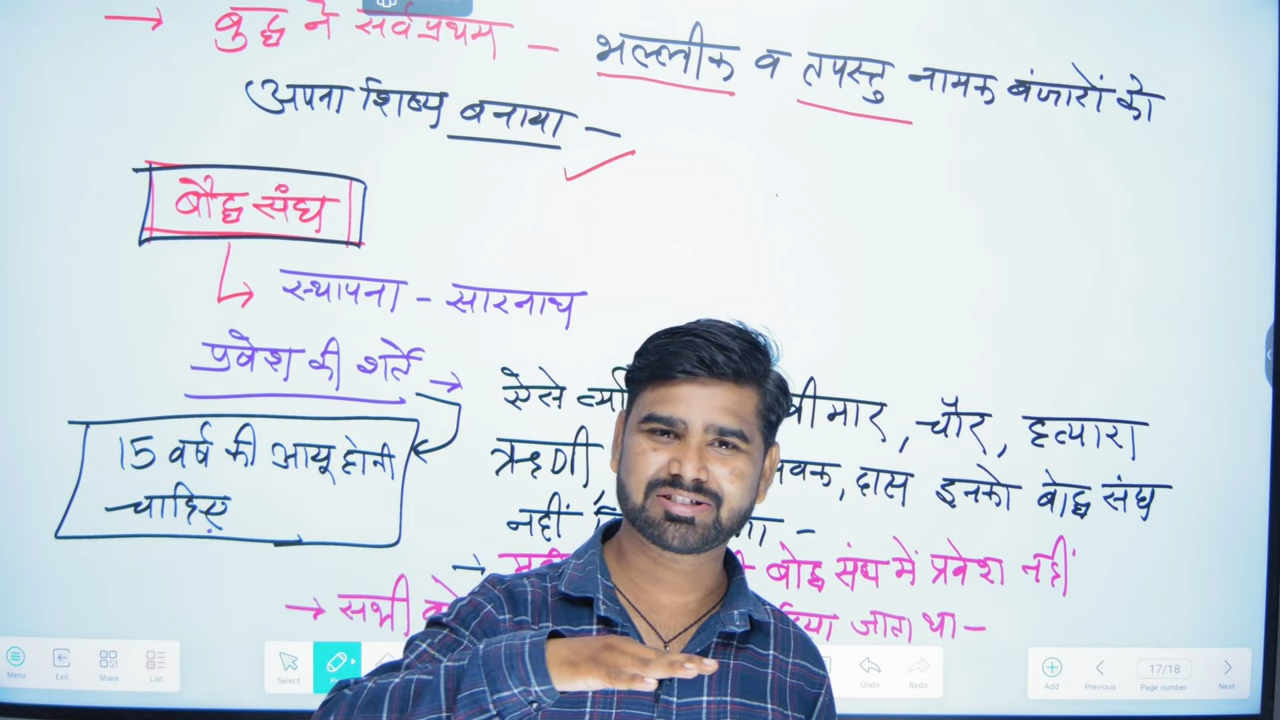 → बुद्ध ने सर्वप्रथम – भल्लीक व तपस्तु नामक बंजारों को
अपना शिष्य बनाया –
बौद्ध संघ
स्थापना - सारनाथ
प्रवेश की शर्ते →
15 वर्ष की आयू होनी
चाहिए
ऐसे बीमार, चौर, हत्यारा
ऋणी, दास इनको बोद्ध संघ
नहीं –
→ बोद्ध संघ में प्रवेश नहीं
→ सभी जाता था –
Menu
Exit
Share
List
Select
Undo
Redo
Add
Previous
17/18
Page number
Next